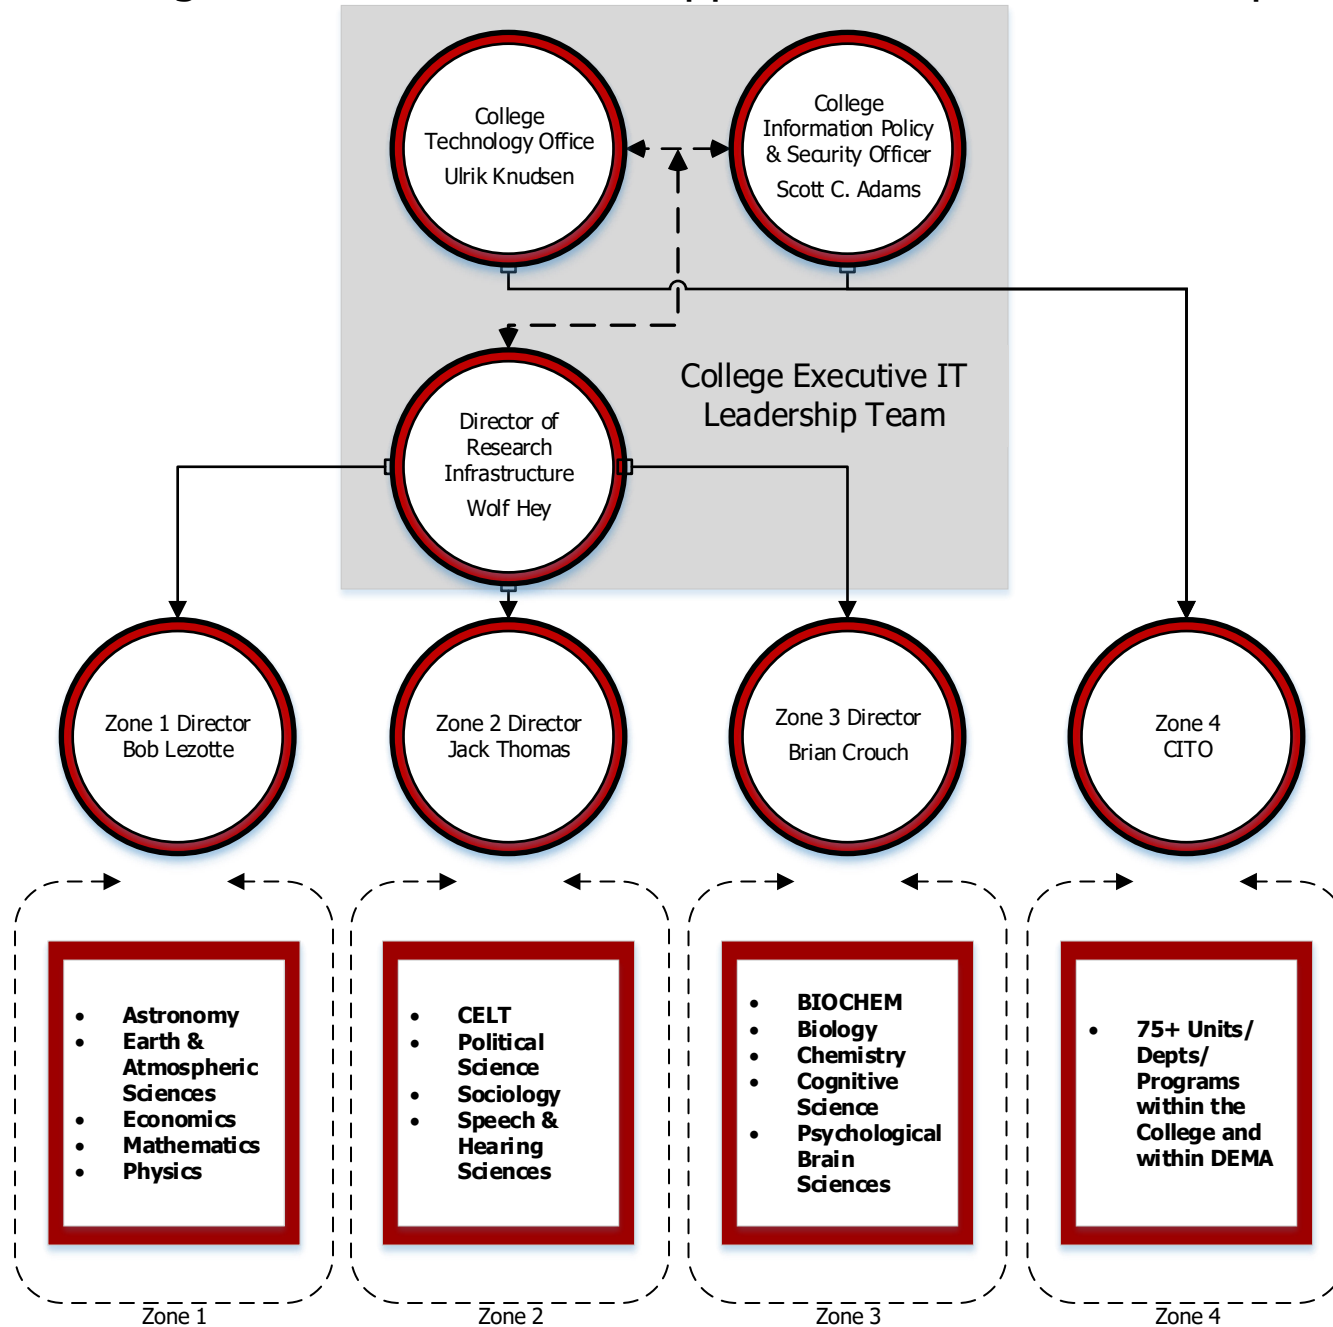 College
Technology Office
Ulrik Knudsen
College
Information Policy
& Security Officer
Scott C. Adams
College Executive IT
Leadership Team
Director of
Research
Infrastructure
Wolf Hey
Zone 1 Director
Bob Lezotte
Zone 2 Director
Jack Thomas
Zone 3 Director
Brian Crouch
Zone 4
CITO
• Astronomy
• Earth &
Atmospheric
Sciences
• Economics
• Mathematics
• Physics
• CELT
• Political
Science
• Sociology
• Speech &
Hearing
Sciences
• BIOCHEM
• Biology
• Chemistry
• Cognitive
Science
• Psychological
Brain
Sciences
• 75+ Units/
Depts/
Programs
within the
College and
within DEMA
Zone 1
Zone 2
Zone 3
Zone 4